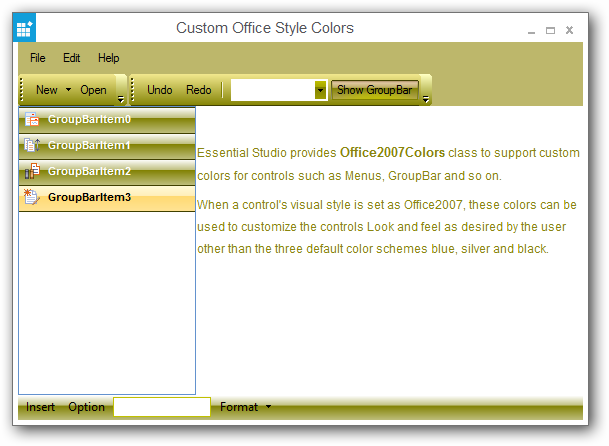 Custom Office Style Colors
File Edit Help
New Open Undo Redo Show GroupBar
GroupBarItem0
GroupBarItem1
GroupBarItem2
GroupBarItem3
Essential Studio provides Office2007Colors class to support custom
colors for controls such as Menus, GroupBar and so on.
When a control's visual style is set as Office2007, these colors can be
used to customize the controls Look and feel as desired by the user
other than the three default color schemes blue, silver and black.
Insert Option Format